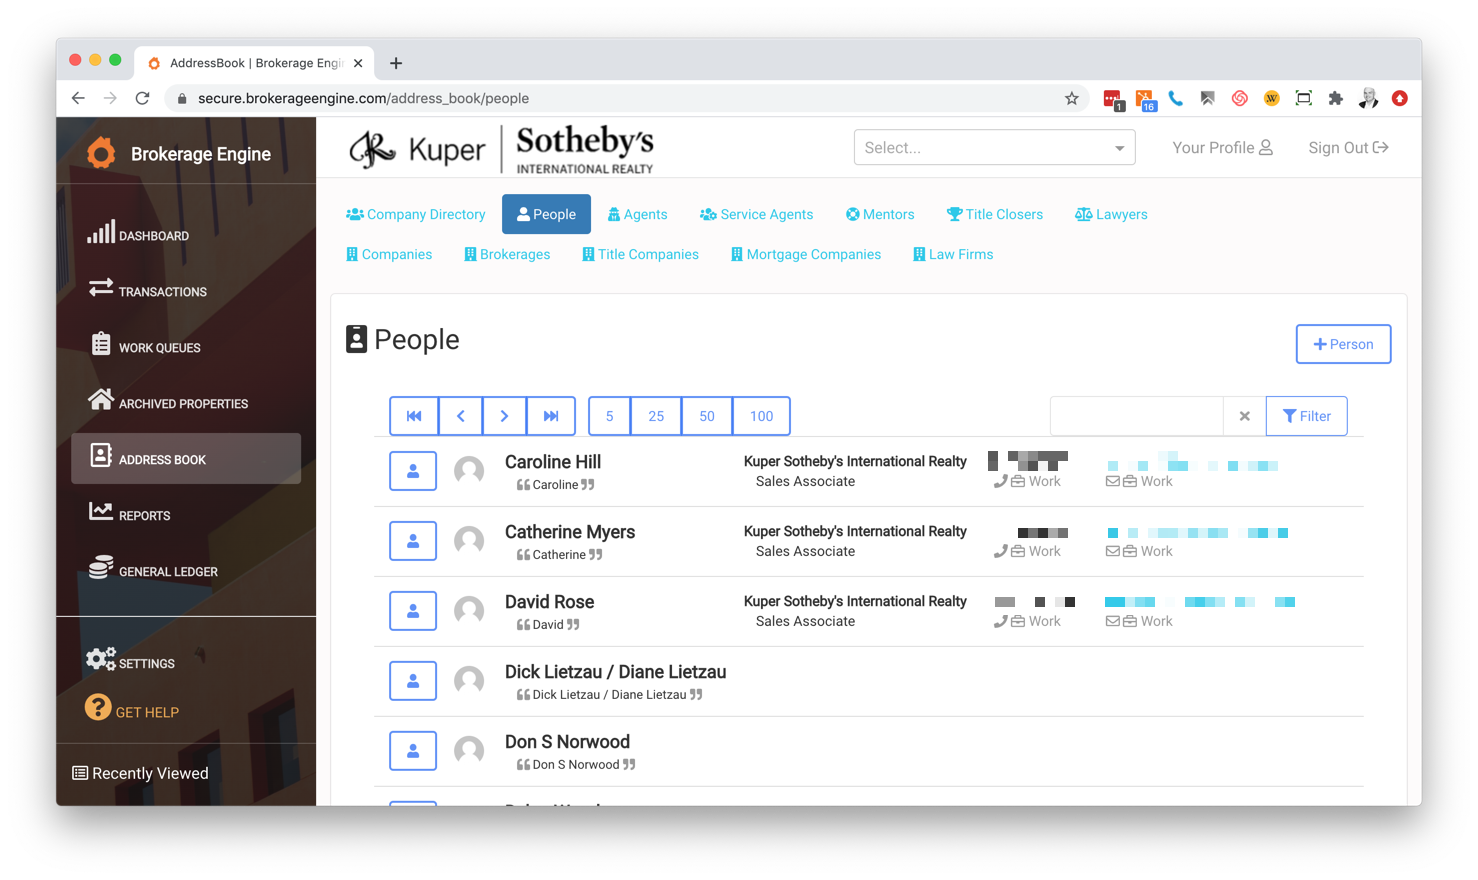 AddressBook | Brokerage Engi
secure.brokerageengine.com/address_book/people
1
16
Brokerage Engine
Kuper
Sotheby's
INTERNATIONAL REALTY
Select...
Your Profile
Sign Out
Company Directory
People
Agents
Service Agents
Mentors
Title Closers
Lawyers
Companies
Brokerages
Title Companies
Mortgage Companies
Law Firms
DASHBOARD
TRANSACTIONS
WORK QUEUES
ARCHIVED PROPERTIES
ADDRESS BOOK
REPORTS
GENERAL LEDGER
SETTINGS
GET HELP
Recently Viewed
People
+ Person
5
25
50
100
Filter
Caroline Hill
❝ Caroline ❞
Kuper Sotheby's International Realty
Sales Associate
Work
Work
Catherine Myers
❝ Catherine ❞
Kuper Sotheby's International Realty
Sales Associate
Work
Work
David Rose
❝ David ❞
Kuper Sotheby's International Realty
Sales Associate
Work
Work
Dick Lietzau / Diane Lietzau
❝ Dick Lietzau / Diane Lietzau ❞
Don S Norwood
❝ Don S Norwood ❞